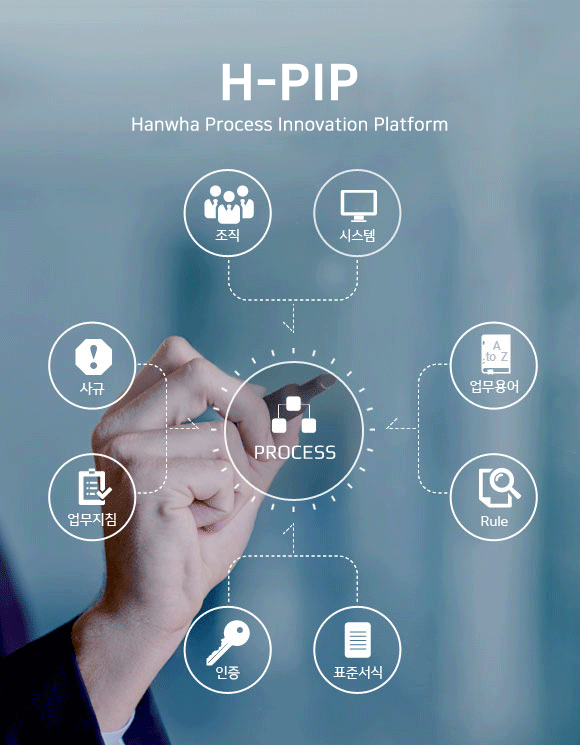 H-PIP
Hanwha Process Innovation Platform
조직
시스템
사규
A
to Z
업무용어
PROCESS
업무지침
Rule
인증
표준서식